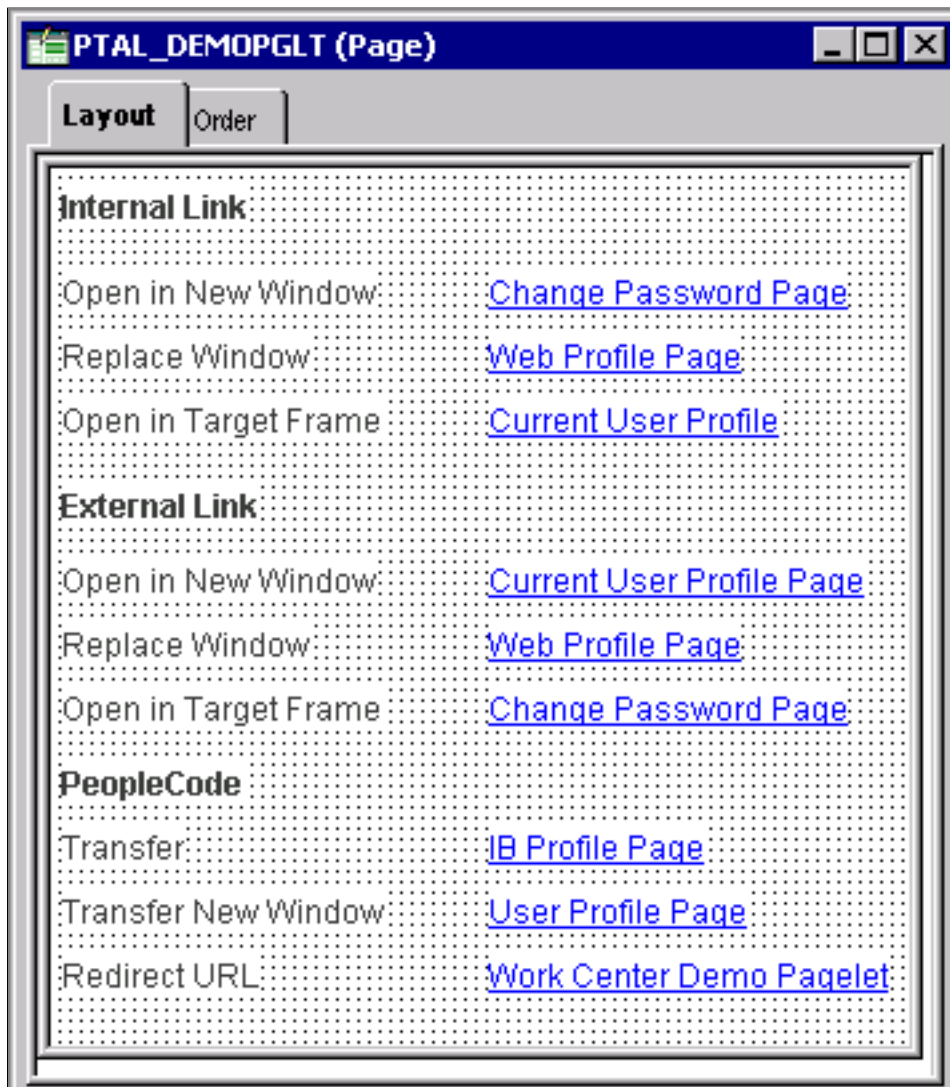 PTAL_DEMOPGLT (Page)
Layout Order
Internal Link
Open in New Window Change Password Page
Replace Window Web Profile Page
Open in Target Frame Current User Profile
External Link
Open in New Window Current User Profile Page
Replace Window Web Profile Page
Open in Target Frame Change Password Page
PeopleCode
Transfer IB Profile Page
Transfer New Window User Profile Page
Redirect URL Work Center Demo Pagelet